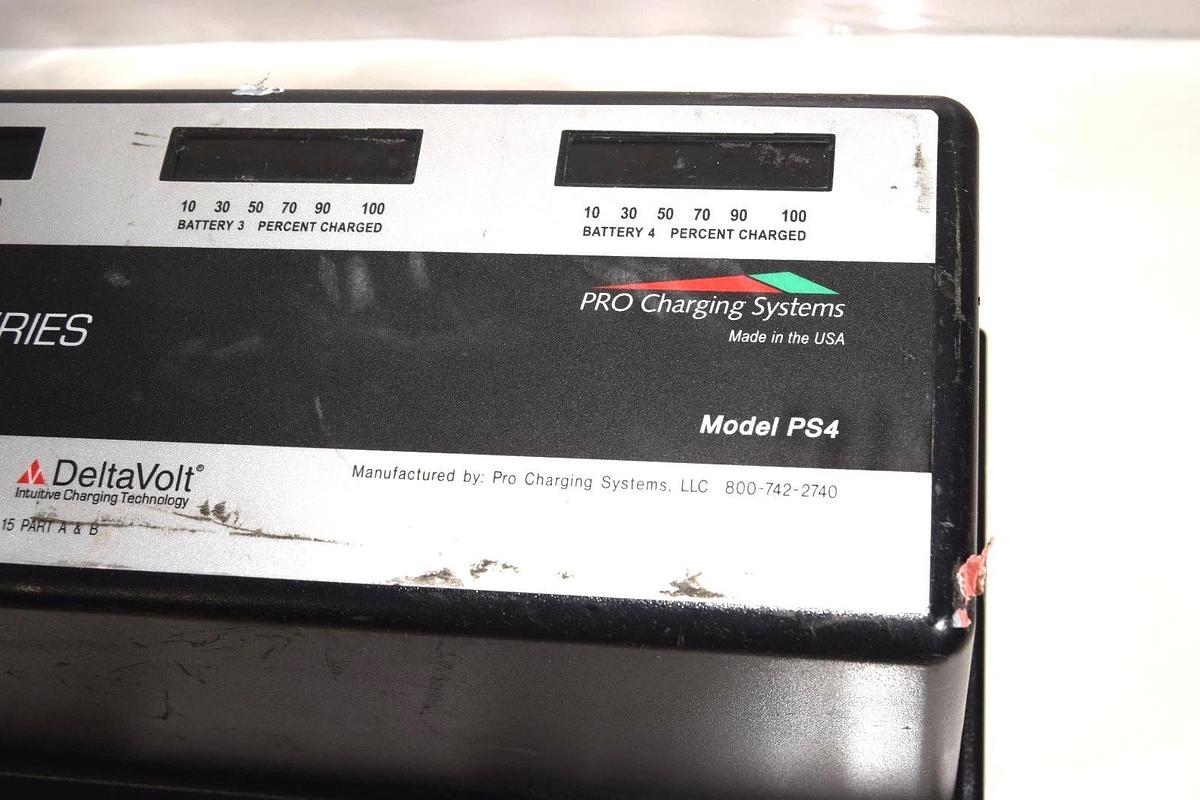 10 30 50 70 90 100
BATTERY 3 PERCENT CHARGED
10 30 50 70 90 100
BATTERY 4 PERCENT CHARGED
PRO Charging Systems
Made in the USA
RIES
Model PS4
DeltaVolt®
Intuitive Charging Technology
Manufactured by: Pro Charging Systems, LLC 800-742-2740
15 PART A & B